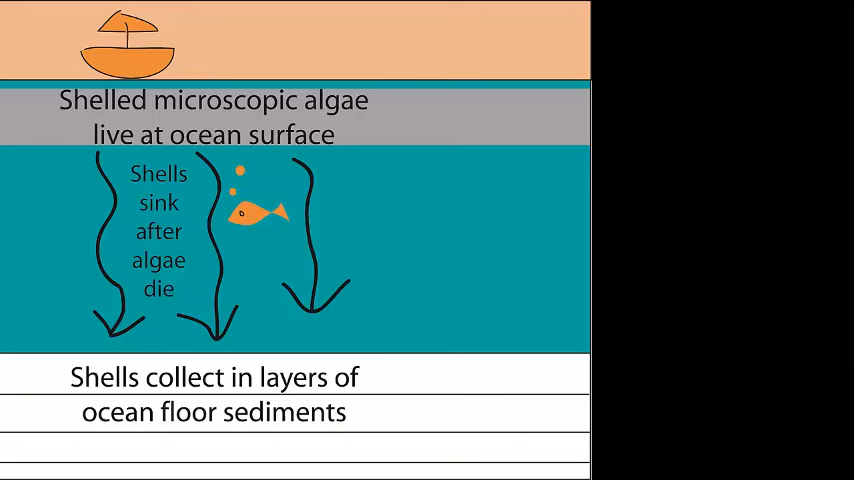 Shelled microscopic algae
live at ocean surface
Shells
sink
after
algae
die
Shells collect in layers of
ocean floor sediments